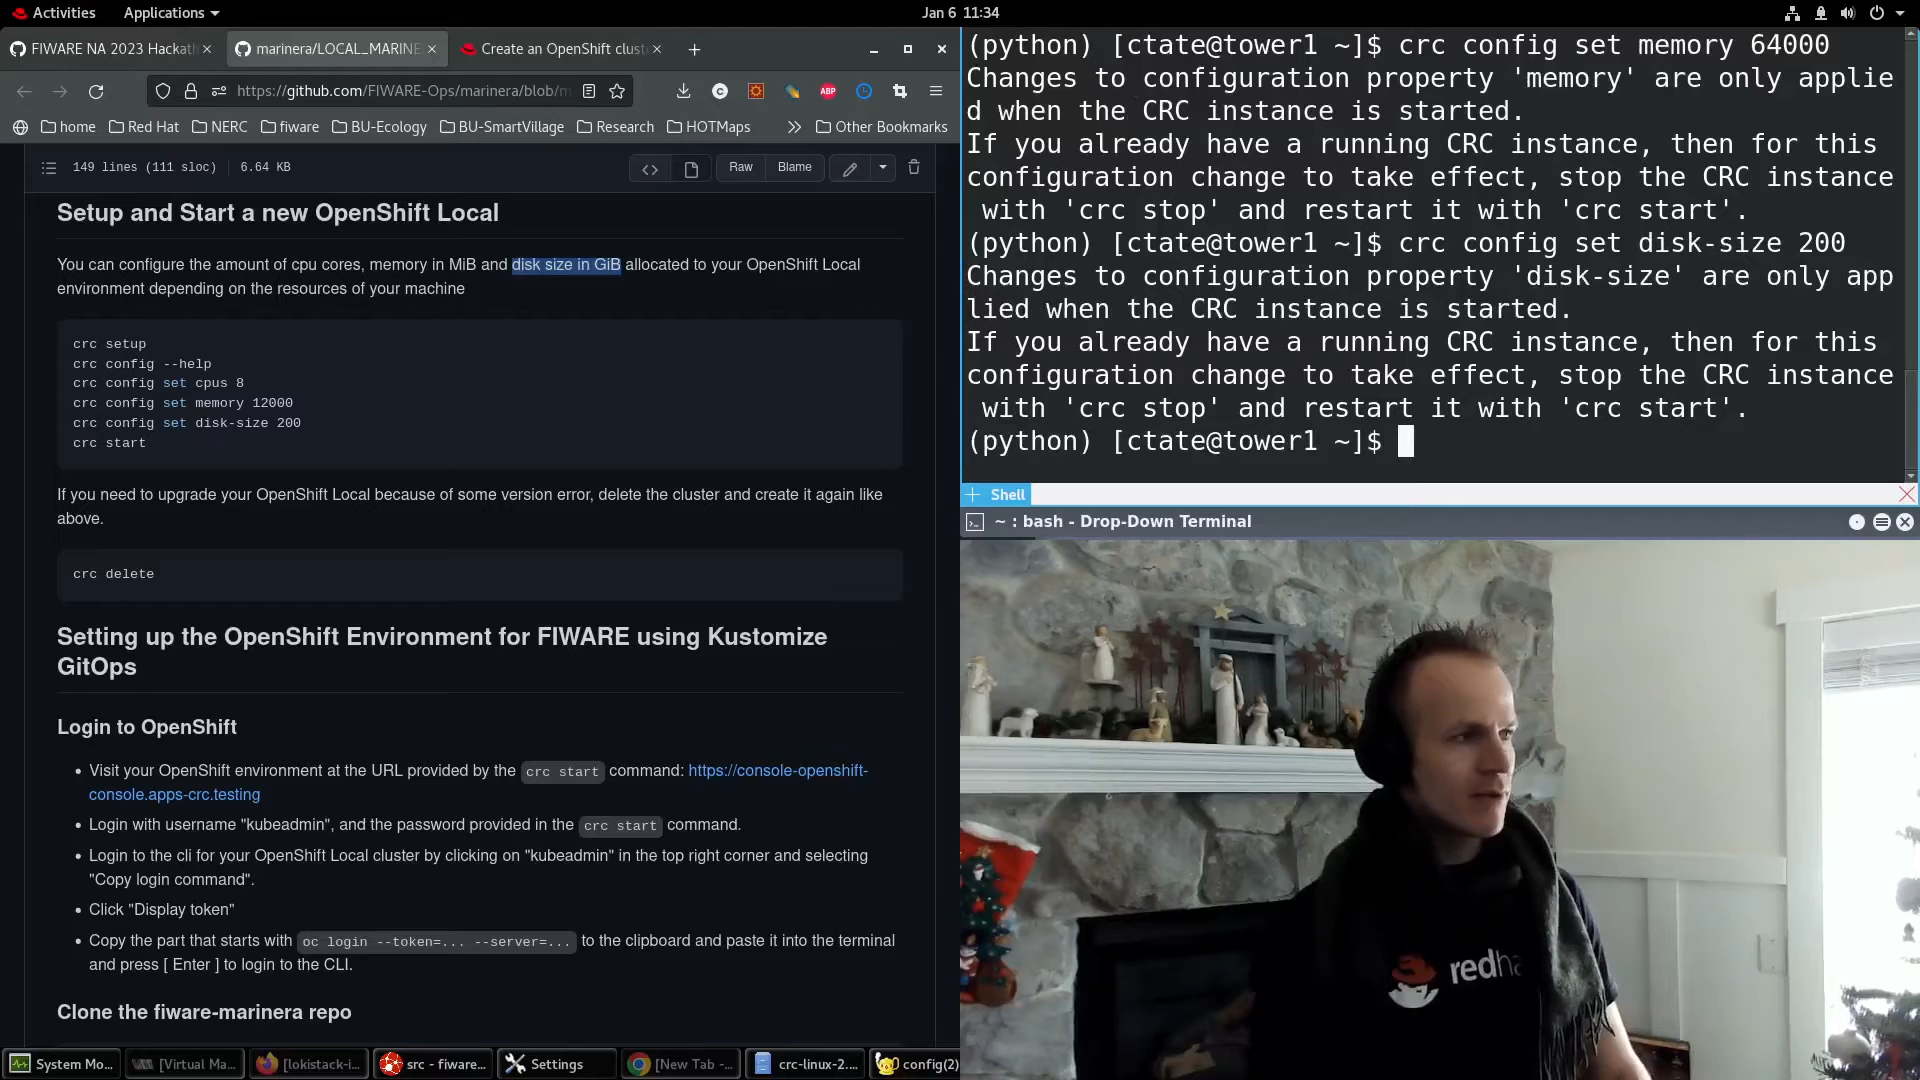 Activities Applications Jan 6 11:34
FIWARE NA 2023 Hackat marinera/LOCAL_MARINE Create an OpenShift clust
https://github.com/FIWARE-Ops/marinera/blob/m
ABP
home Red Hat NERC fiware BU-Ecology BU-SmartVillage Research HOTMaps Other Bookmarks
149 lines (111 sloc) 6.64 KB Raw Blame
Setup and Start a new OpenShift Local
You can configure the amount of cpu cores, memory in MiB and disk size in GiB allocated to your OpenShift Local
environment depending on the resources of your machine
crc setup
crc config --help
crc config set cpus 8
crc config set memory 12000
crc config set disk-size 200
crc start
If you need to upgrade your OpenShift Local because of some version error, delete the cluster and create it again like
above.
crc delete
Setting up the OpenShift Environment for FIWARE using Kustomize
GitOps
Login to OpenShift
Visit your OpenShift environment at the URL provided by the crc start command: https://console-openshift-
console.apps-crc.testing
Login with username "kubeadmin", and the password provided in the crc start command.
Login to the cli for your OpenShift Local cluster by clicking on "kubeadmin" in the top right corner and selecting
"Copy login command".
Click "Display token"
Copy the part that starts with oc login --token=... --server=... to the clipboard and paste it into the terminal
and press [ Enter ] to login to the CLI.
Clone the fiware-marinera repo
(python) [ctate@tower1 ~]$ crc config set memory 64000
Changes to configuration property 'memory' are only applie
d when the CRC instance is started.
If you already have a running CRC instance, then for this
configuration change to take effect, stop the CRC instance
with 'crc stop' and restart it with 'crc start'.
(python) [ctate@tower1 ~]$ crc config set disk-size 200
Changes to configuration property 'disk-size' are only app
lied when the CRC instance is started.
If you already have a running CRC instance, then for this
configuration change to take effect, stop the CRC instance
with 'crc stop' and restart it with 'crc start'.
(python) [ctate@tower1 ~]$
Shell
~ : bash - Drop-Down Terminal
redha
System Mo... [Virtual Ma... [lokistack-i... src - fiware... Settings [New Tab -... crc-linux-2.... config(2)